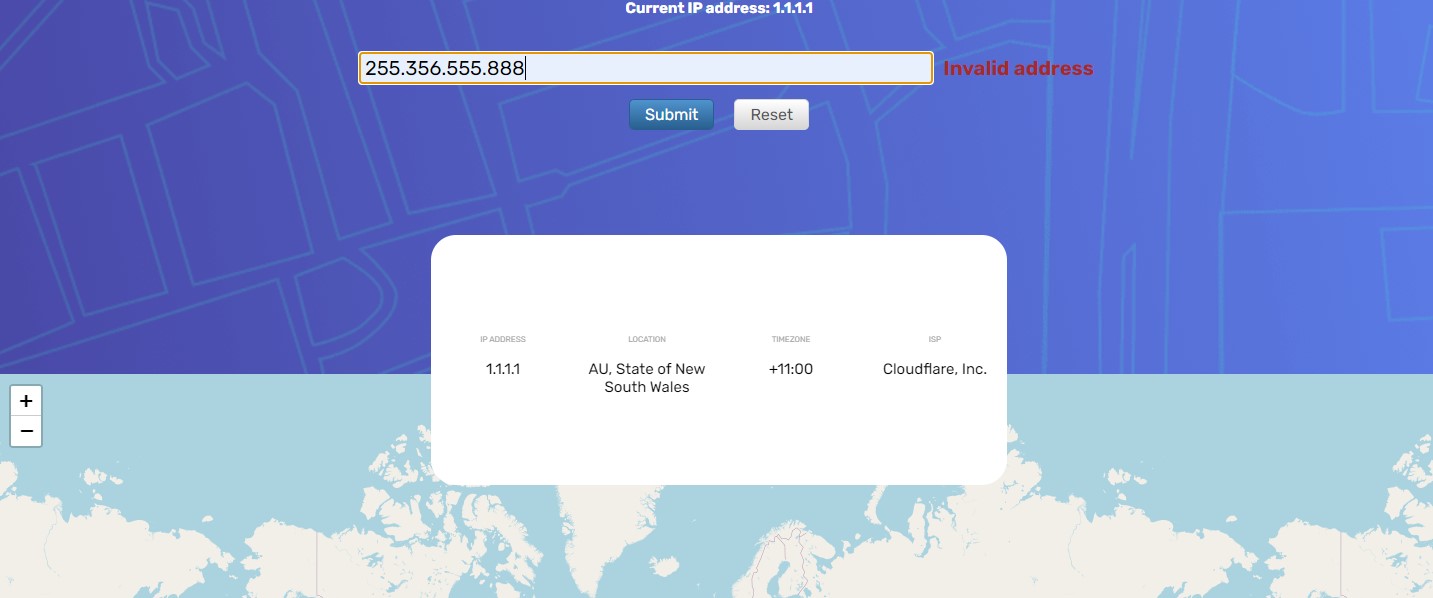 Current IP address: 1.1.1.1
255.356.555.888 Invalid address
Submit Reset
IP ADDRESS LOCATION TIMEZONE ISP
1.1.1.1 AU, State of New +11:00 Cloudflare, Inc.
South Wales
+
−